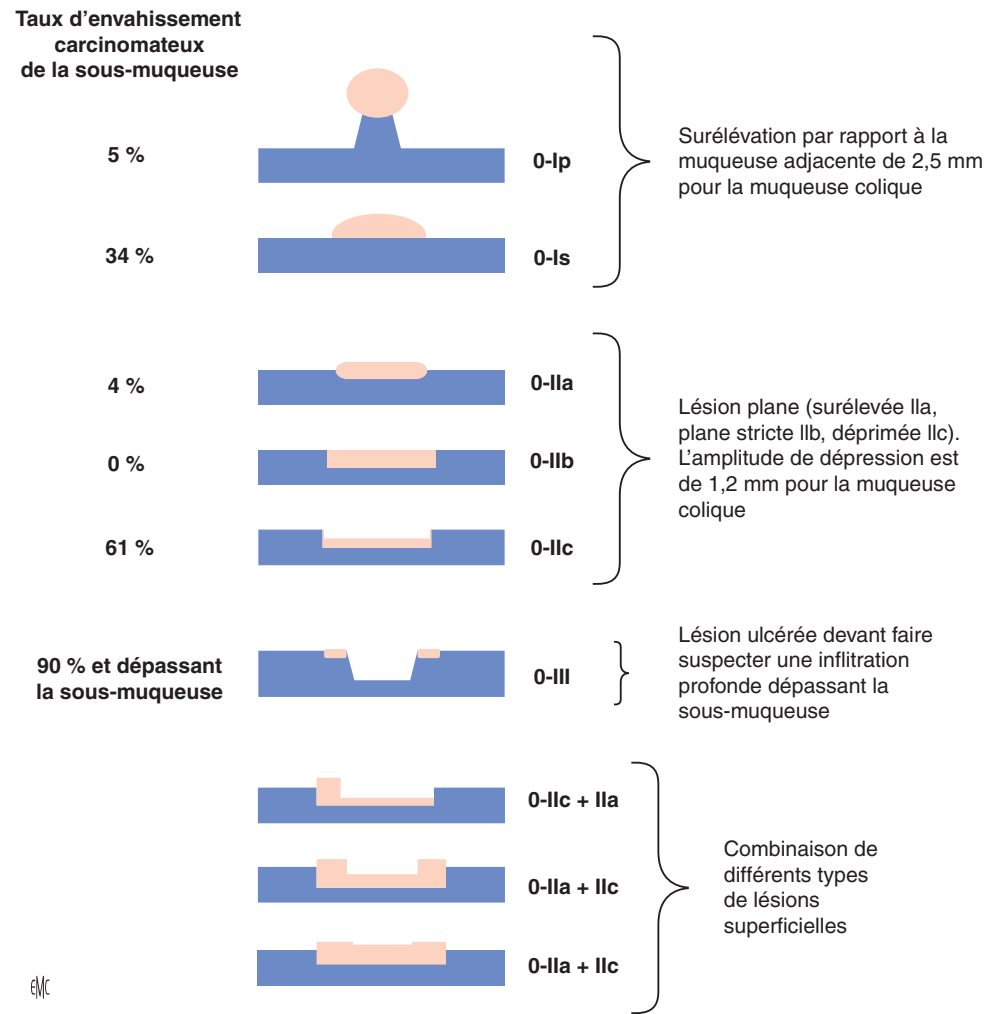 Taux d'envahissement
carcinomateux
de la sous-muqueuse
5 %
0-Ip
Surélévation par rapport à la
muqueuse adjacente de 2,5 mm
pour la muqueuse colique
34 %
0-Is
4 %
0-IIa
0 %
0-IIb
61 %
0-IIc
Lésion plane (surélevée IIa,
plane stricte IIb, déprimée IIc).
L'amplitude de dépression est
de 1,2 mm pour la muqueuse
colique
90 % et dépassant
la sous-muqueuse
0-III
Lésion ulcérée devant faire
suspecter une inflitration
profonde dépassant la
sous-muqueuse
0-IIc + IIa
0-IIa + IIc
0-IIa + IIc
Combinaison de
différents types
de lésions
superficielles
EMC